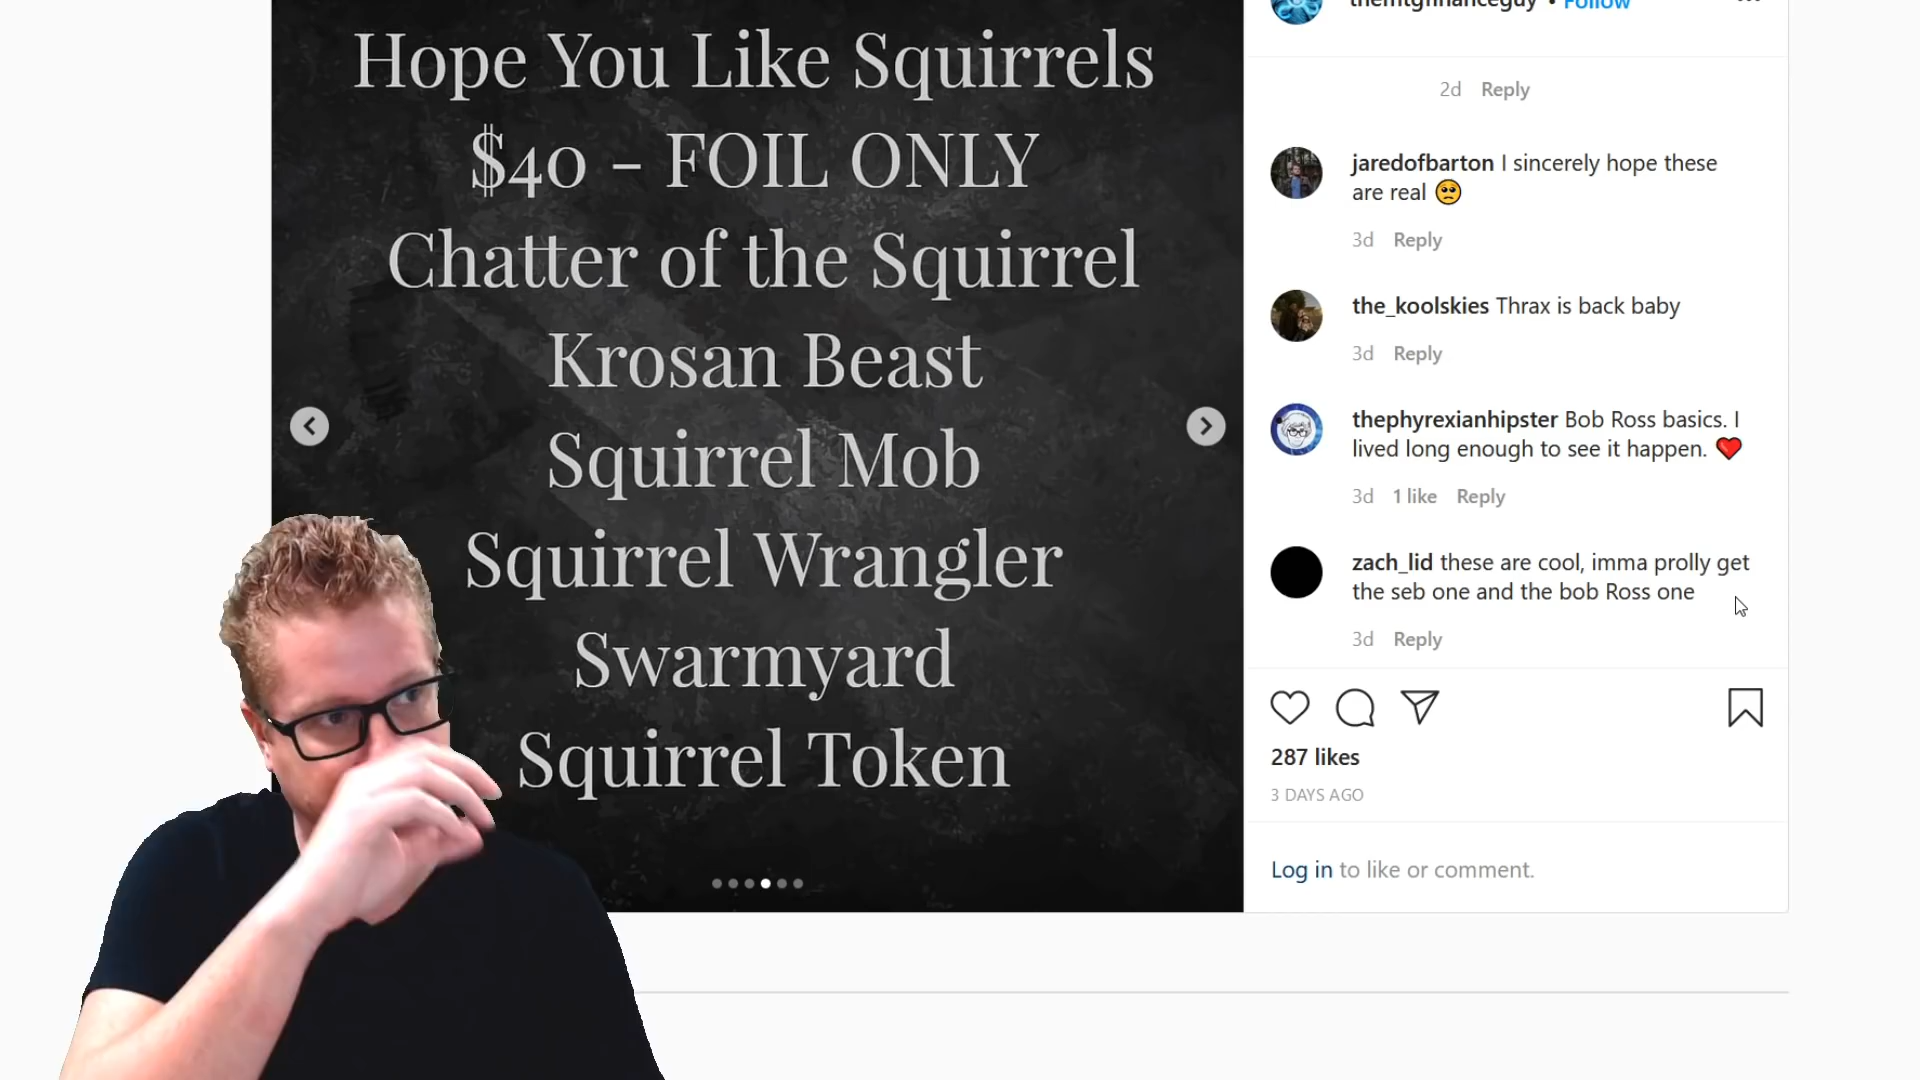 Hope You Like Squirrels
$40 – FOIL ONLY
Chatter of the Squirrel
Krosan Beast
Squirrel Mob
Squirrel Wrangler
Swarmyard
Squirrel Token
• Follow
2d Reply
jaredofbarton I sincerely hope these
are real 🥺
3d Reply
the_koolskies Thrax is back baby
3d Reply
thephyrexianhipster Bob Ross basics. I
lived long enough to see it happen. ❤️
3d 1 like Reply
zach_lid these are cool, imma prolly get
the seb one and the bob Ross one
3d Reply
287 likes
3 DAYS AGO
Log in to like or comment.